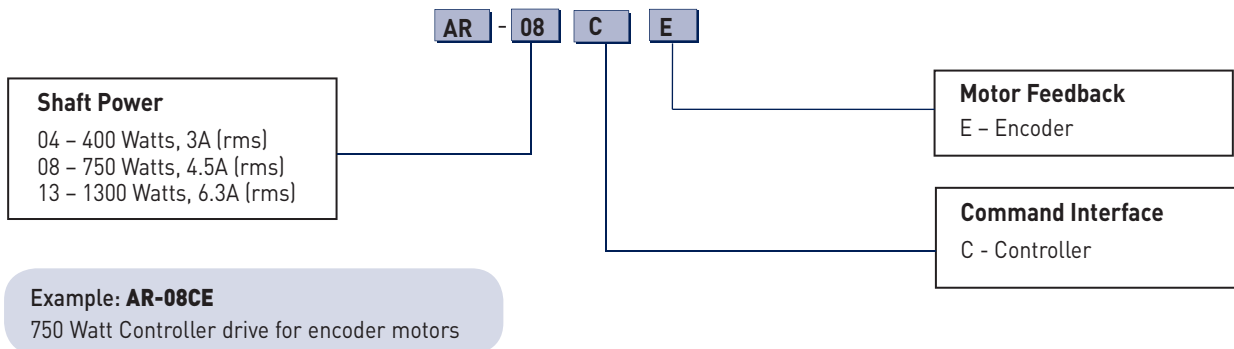 AR - 08 C E
Shaft Power
04 – 400 Watts, 3A (rms)
08 – 750 Watts, 4.5A (rms)
13 – 1300 Watts, 6.3A (rms)
Motor Feedback
E – Encoder
Command Interface
C - Controller
Example: AR-08CE
750 Watt Controller drive for encoder motors